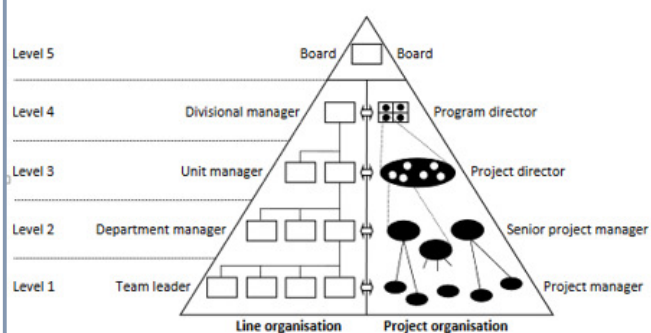 Level 5 Board Board
Level 4 Divisional manager Program director
Level 3 Unit manager Project director
Level 2 Department manager Senior project manager
Level 1 Team leader Project manager
Line organisation Project organisation